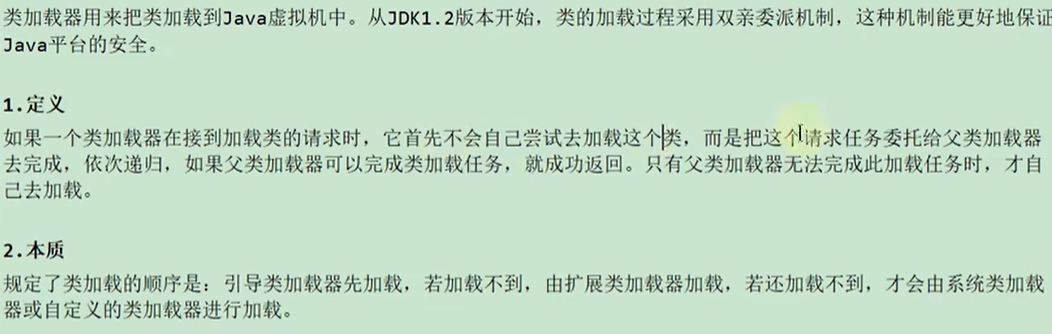 类加载器用来把类加载到Java虚拟机中。从JDK1.2版本开始，类的加载过程采用双亲委派机制，这种机制能更好地保证
Java平台的安全。
1.定义
如果一个类加载器在接到加载类的请求时，它首先不会自己尝试去加载这个类，而是把这个请求任务委托给父类加载器
去完成，依次递归，如果父类加载器可以完成类加载任务，就成功返回。只有父类加载器无法完成此加载任务时，才自
己去加载。
2.本质
规定了类加载的顺序是：引导类加载器先加载，若加载不到，由扩展类加载器加载，若还加载不到，才会由系统类加载
器或自定义的类加载器进行加载。